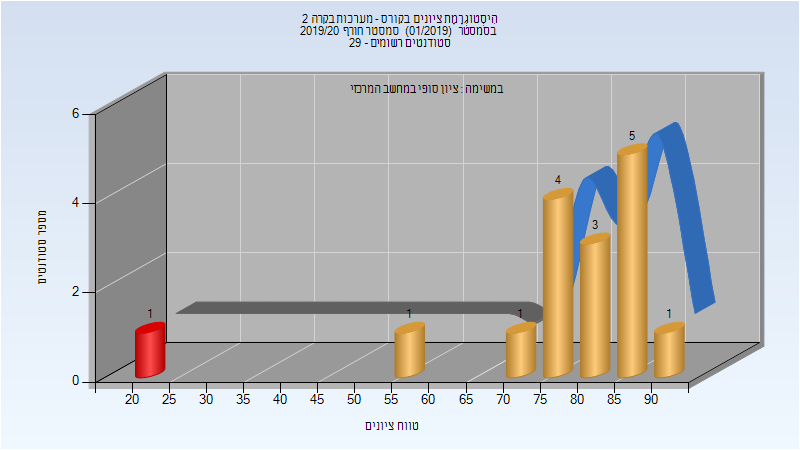 היסטוגרמת ציונים בקורס - מערכות בקרה 2
בסמסטר (01/2019) סמסטר חורף 2019/20
סטודנטים רשומים - 29
במשימה : ציון סופי במחשב המרכזי
מספר סטודנטים
6
4
2
0
1
1
1
4
3
5
1
20 25 30 35 40 45 50 55 60 65 70 75 80 85 90
טווח ציונים